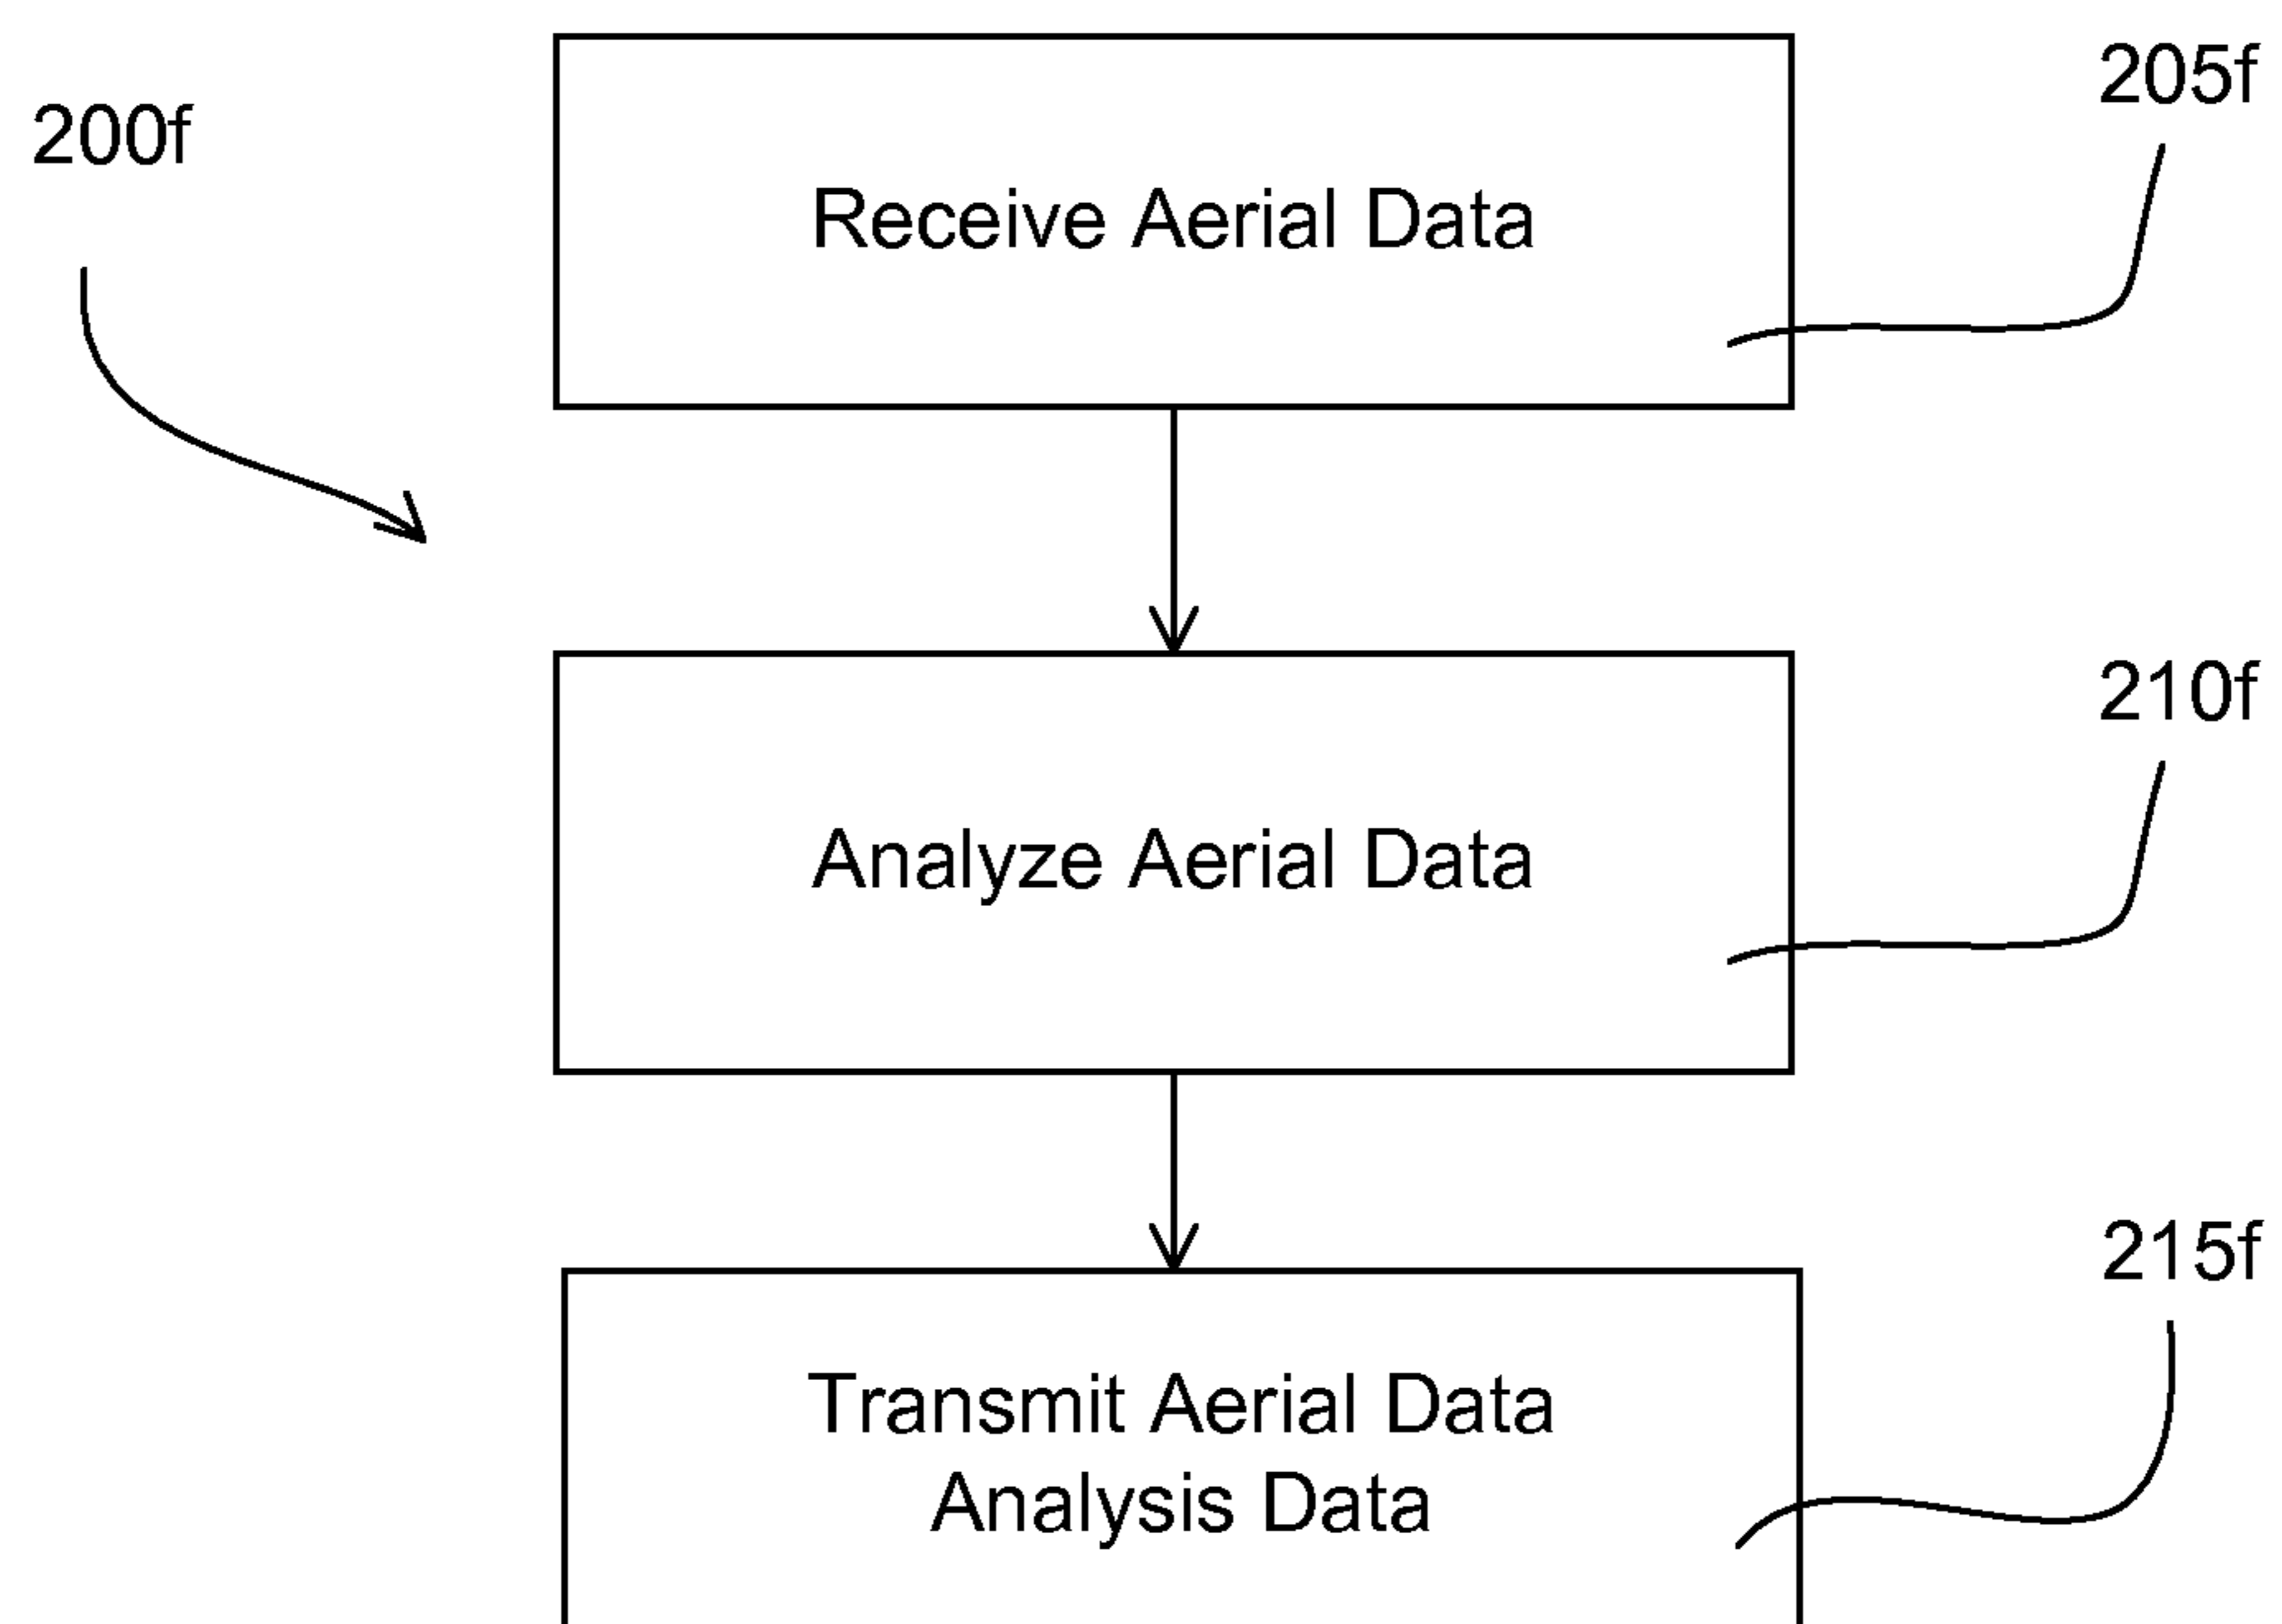 205f
200f
Receive Aerial Data
210f
Analyze Aerial Data
215f
Transmit Aerial Data
Analysis Data